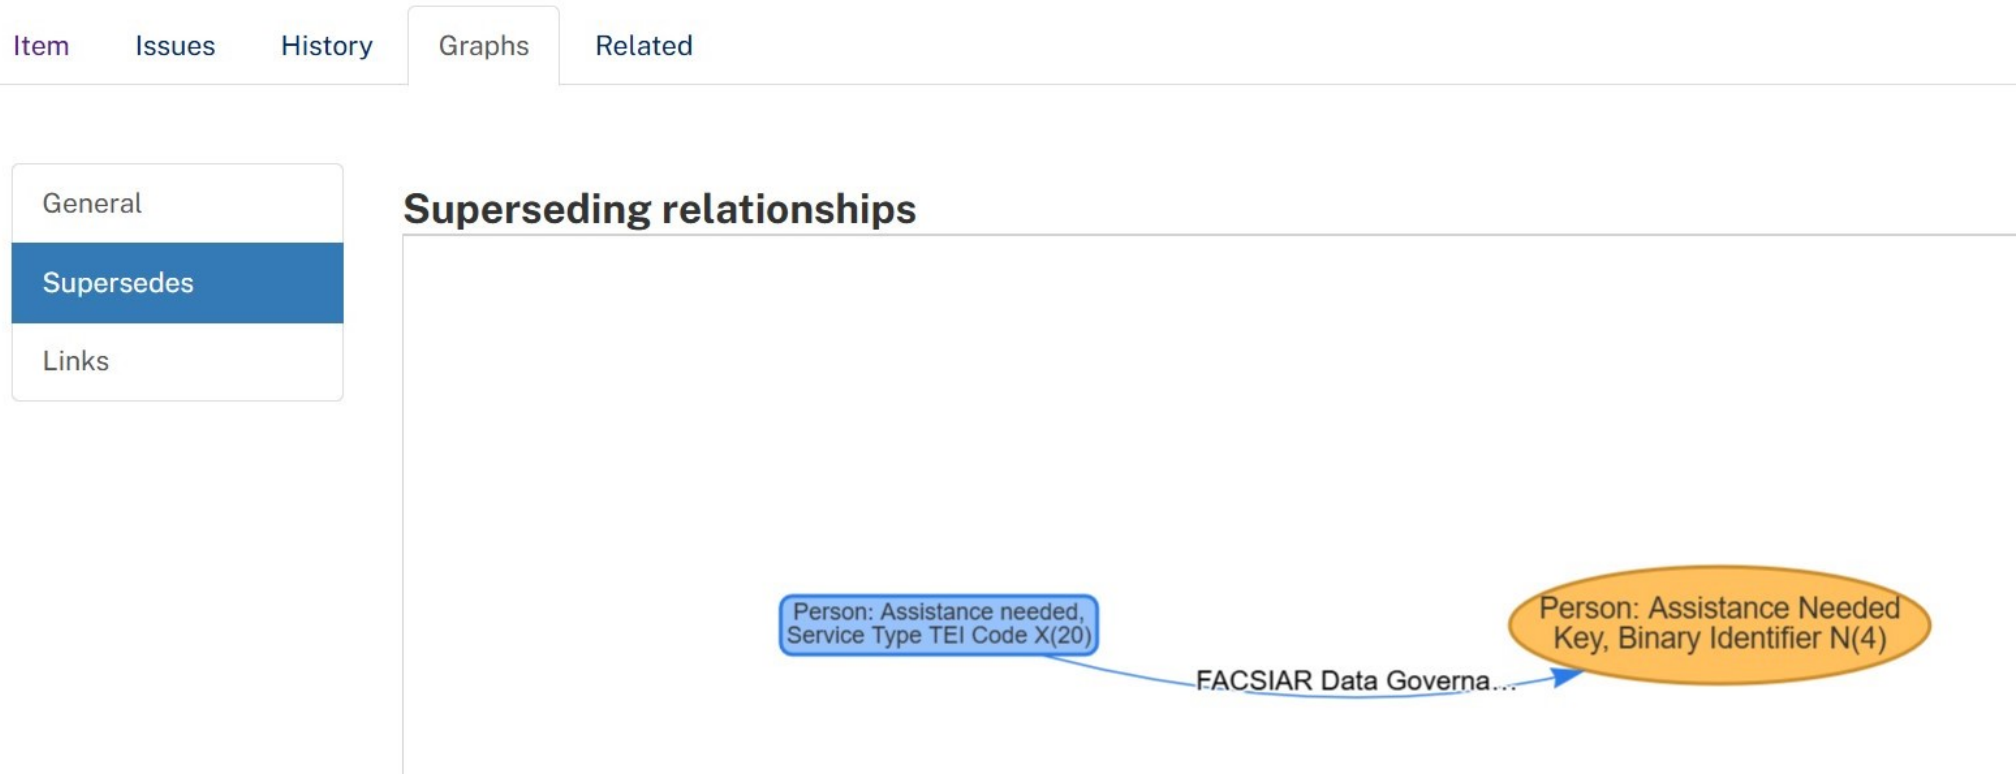 Item
Issues
History
Graphs
Related
General
Supersedes
Links
Superseding relationships
Person: Assistance needed,
Service Type TEI Code X(20)
FACSIAR Data Governa...
Person: Assistance Needed
Key, Binary Identifier N(4)